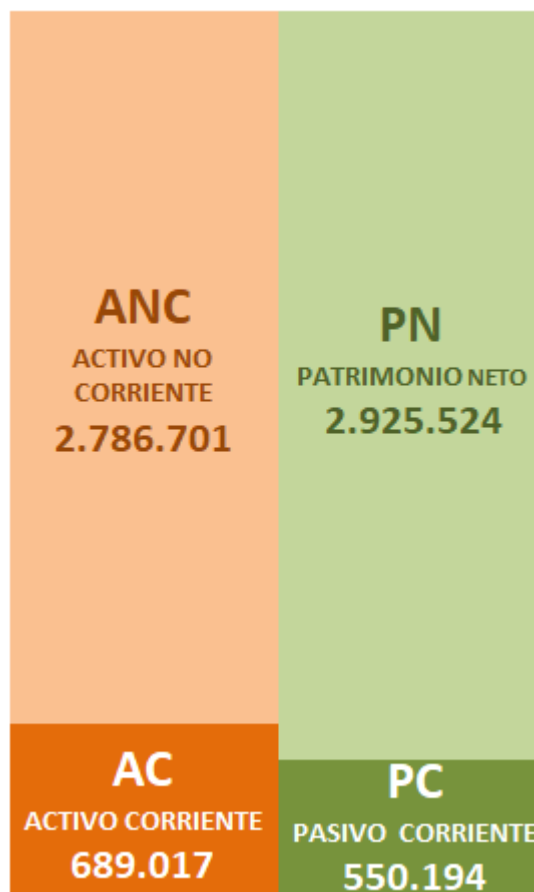 ANC
ACTIVO NO
CORRIENTE
2.786.701
PN
PATRIMONIO NETO
2.925.524
AC
ACTIVO CORRIENTE
689.017
PC
PASIVO CORRIENTE
550.194